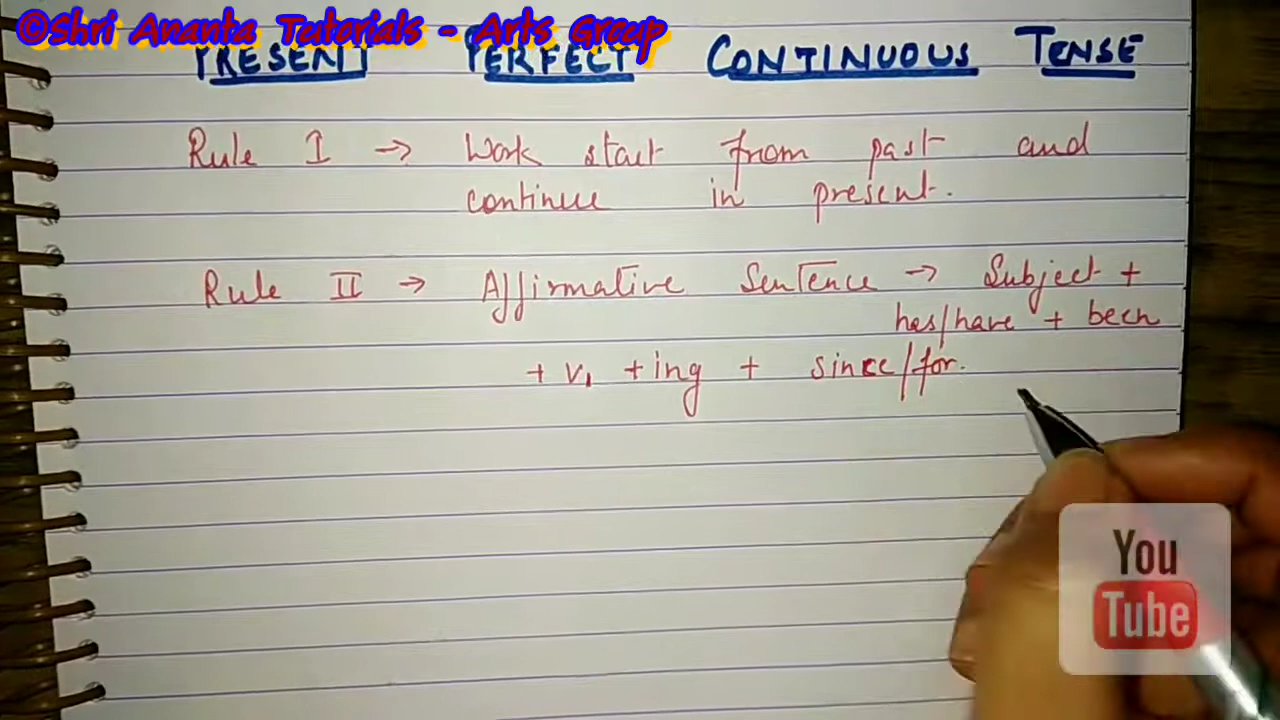 ©Shri Ananta Tutorials - Arts Group
PRESENT PERFECT CONTINUOUS TENSE
Rule I → Work start from past and
continue in present.
Rule II → Affirmative Sentence → Subject +
has/have + been
+ v1 + ing + since/for.
You
Tube